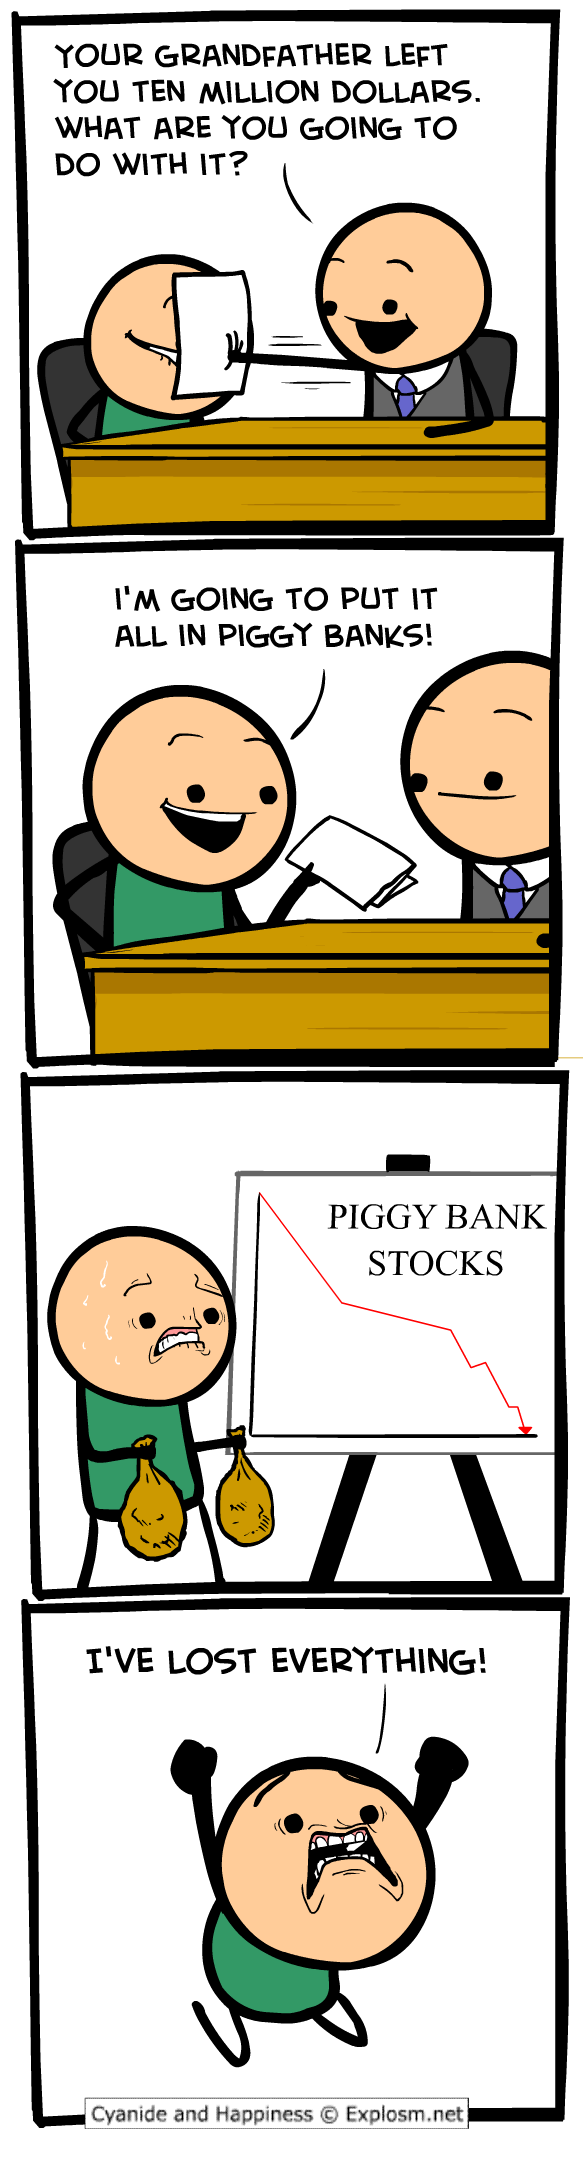 YOUR GRANDFATHER LEFT
YOU TEN MILLION DOLLARS.
WHAT ARE YOU GOING TO
DO WITH IT?
I'M GOING TO PUT IT
ALL IN PIGGY BANKS!
PIGGY BANK
STOCKS
I'VE LOST EVERYTHING!
Cyanide and Happiness © Explosm.net